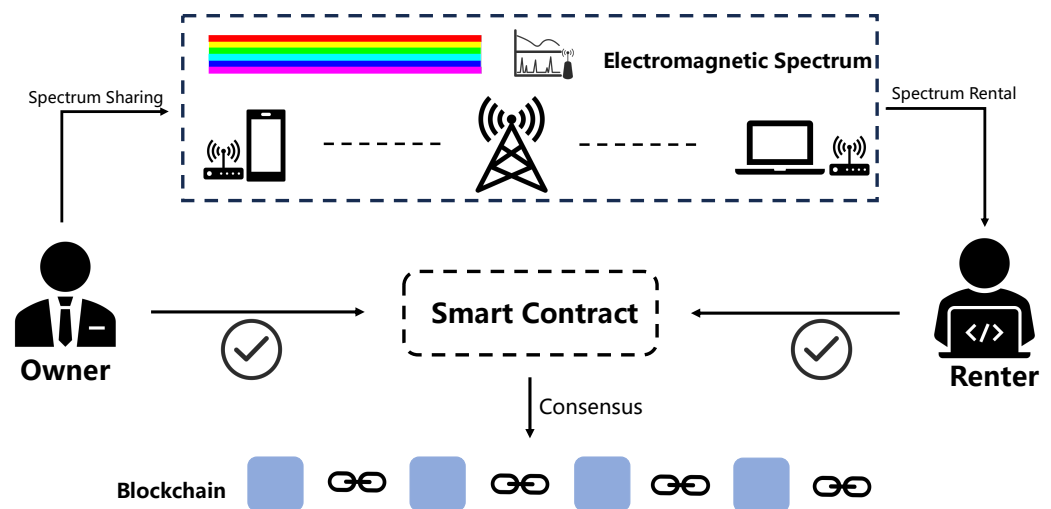 Electromagnetic Spectrum
Spectrum Sharing
Spectrum Rental
Smart Contract
</>
Owner
Renter
Consensus
Blockchain